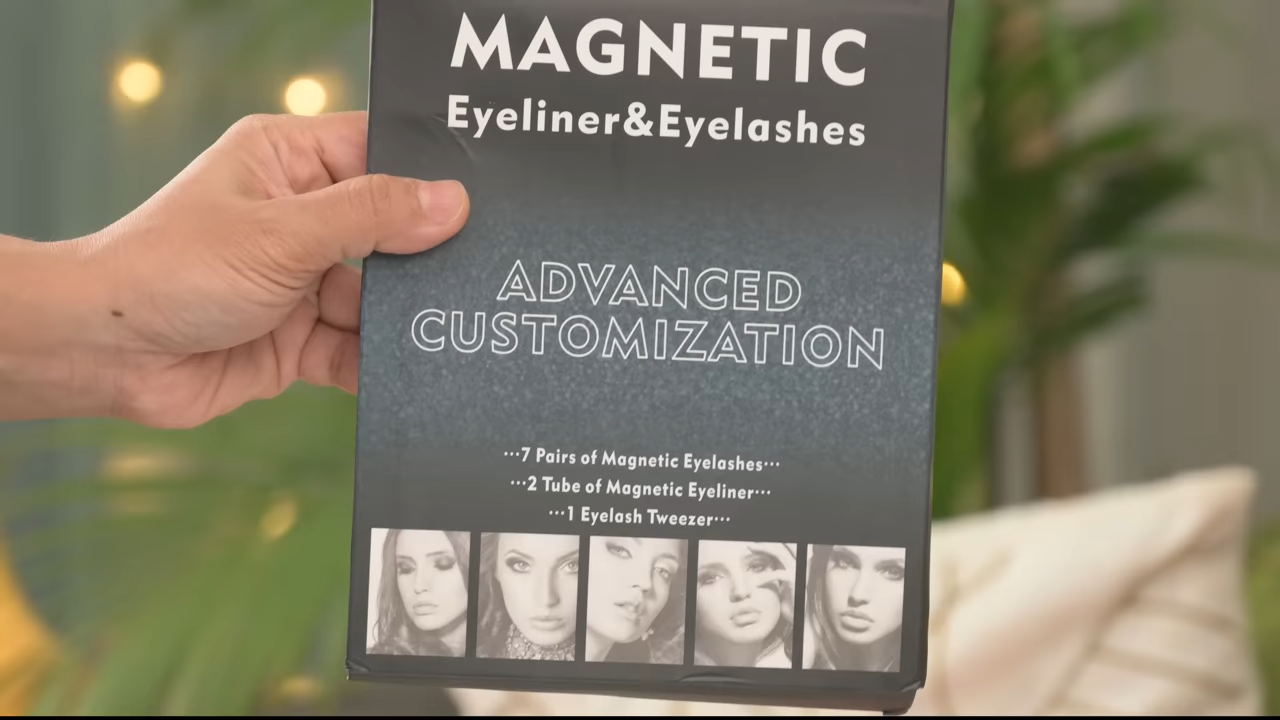 MAGNETIC
Eyeliner&Eyelashes
ADVANCED
CUSTOMIZATION
···7 Pairs of Magnetic Eyelashes···
···2 Tube of Magnetic Eyeliner···
···1 Eyelash Tweezer···